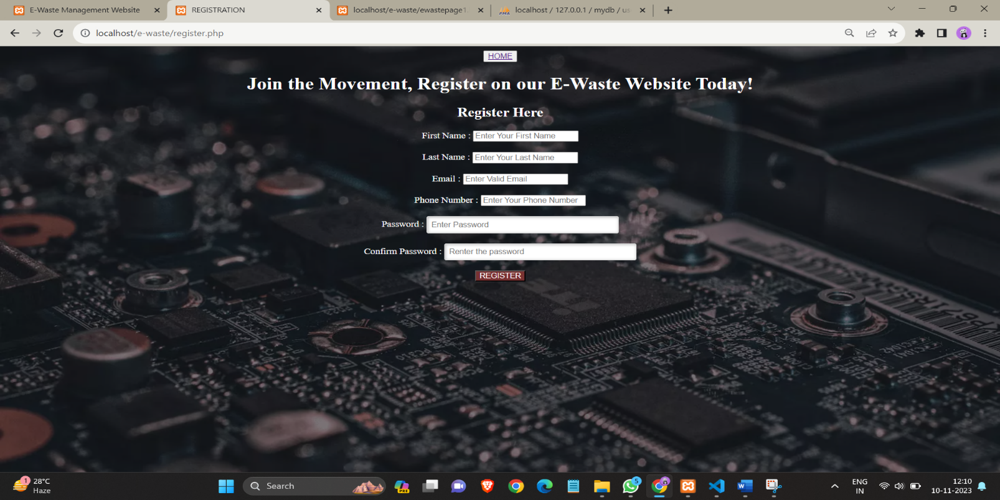 E-Waste Management Website
REGISTRATION
localhost/e-waste/ewastepage1.
localhost / 127.0.0.1 / mydb / us
localhost/e-waste/register.php
HOME
Join the Movement, Register on our E-Waste Website Today!
Register Here
First Name : Enter Your First Name
Last Name : Enter Your Last Name
Email : Enter Valid Email
Phone Number : Enter Your Phone Number
Password : Enter Password
Confirm Password : Renter the password
REGISTER
1
28°C
Haze
Search
PRE
5
ENG
IN
12:10
10-11-2023